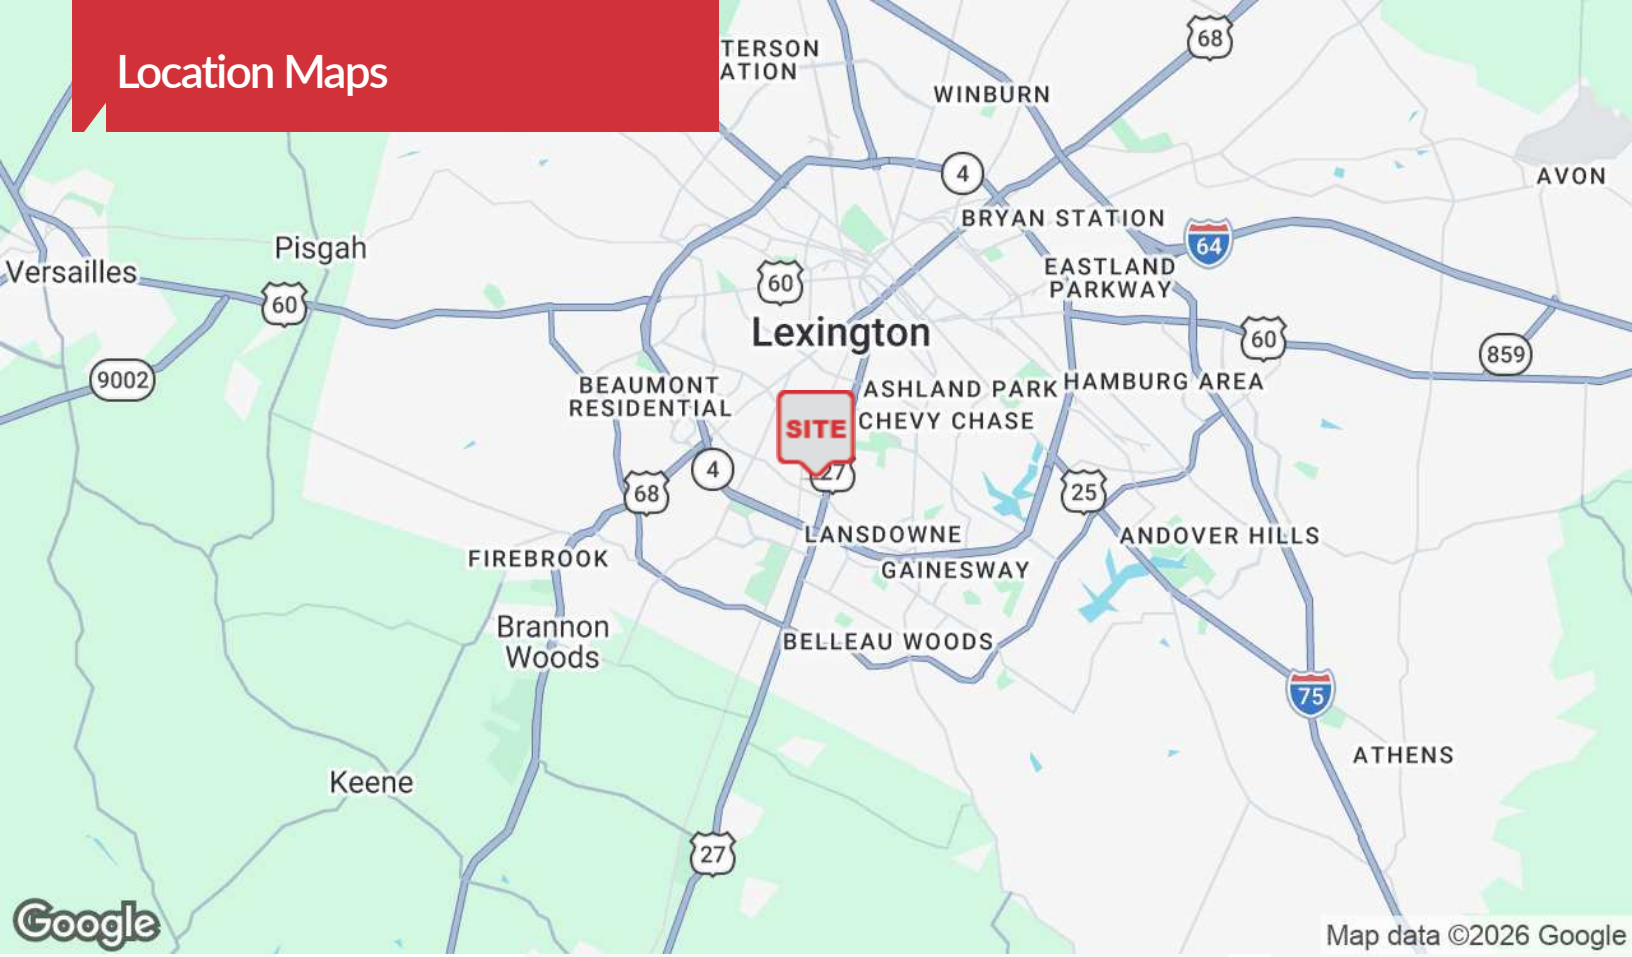 Location Maps
TERSON
ATION
68
WINBURN
4
AVON
BRYAN STATION
Pisgah
64
Versailles
EASTLAND
PARKWAY
60
60
Lexington
60
859
9002
BEAUMONT
RESIDENTIAL
ASHLAND PARK
HAMBURG AREA
SITE
CHEVY CHASE
4
27
68
25
LANSDOWNE
ANDOVER HILLS
FIREBROOK
GAINESWAY
Brannon
Woods
BELLEAU WOODS
75
ATHENS
Keene
27
Google
Map data ©2026 Google